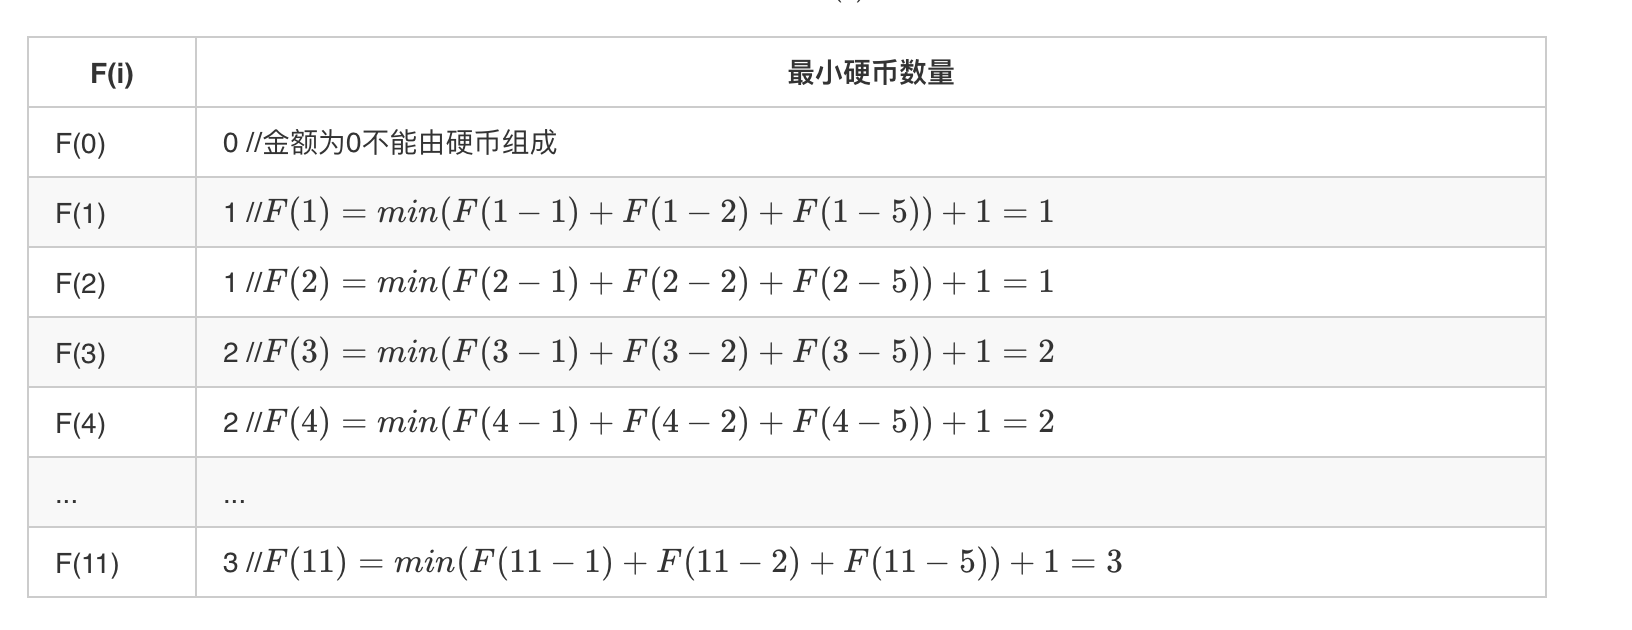 F(i) 最小硬币数量
F(0) 0 //金额为0不能由硬币组成
F(1) 1 //F(1) = min(F(1 − 1) + F(1 − 2) + F(1 − 5)) + 1 = 1
F(2) 1 //F(2) = min(F(2 − 1) + F(2 − 2) + F(2 − 5)) + 1 = 1
F(3) 2 //F(3) = min(F(3 − 1) + F(3 − 2) + F(3 − 5)) + 1 = 2
F(4) 2 //F(4) = min(F(4 − 1) + F(4 − 2) + F(4 − 5)) + 1 = 2
... ...
F(11) 3 //F(11) = min(F(11 − 1) + F(11 − 2) + F(11 − 5)) + 1 = 3